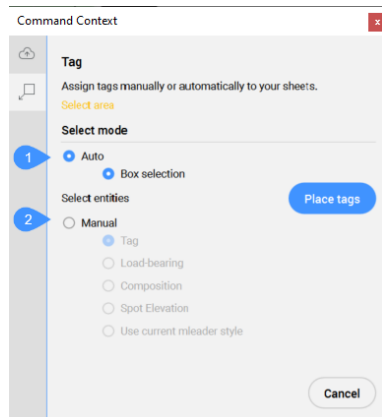 Command Context
x
Tag
Assign tags manually or automatically to your sheets.
Select area
Select mode
1
Auto
Box selection
Select entities
Place tags
2
Manual
Tag
Load-bearing
Composition
Spot Elevation
Use current mleader style
Cancel